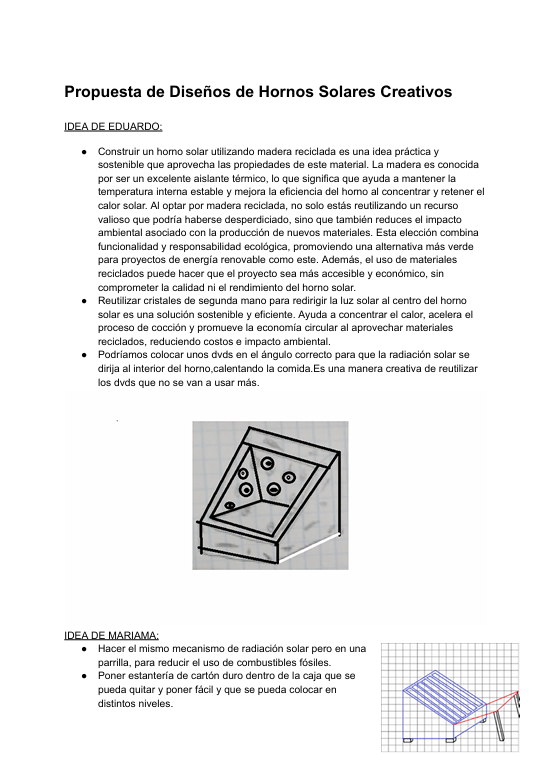 Propuesta de Diseños de Hornos Solares Creativos
IDEA DE EDUARDO:
● Construir un horno solar utilizando madera reciclada es una idea práctica y
sostenible que aprovecha las propiedades de este material. La madera es conocida
por ser un excelente aislante térmico, lo que significa que ayuda a mantener la
temperatura interna estable y mejora la eficiencia del horno al concentrar y retener el
calor solar. Al optar por madera reciclada, no solo estás reutilizando un recurso
valioso que podría haberse desperdiciado, sino que también reduces el impacto
ambiental asociado con la producción de nuevos materiales. Esta elección combina
funcionalidad y responsabilidad ecológica, promoviendo una alternativa más verde
para proyectos de energía renovable como este. Además, el uso de materiales
reciclados puede hacer que el proyecto sea más accesible y económico, sin
comprometer la calidad ni el rendimiento del horno solar.
● Reutilizar cristales de segunda mano para redirigir la luz solar al centro del horno
solar es una solución sostenible y eficiente. Ayuda a concentrar el calor, acelera el
proceso de cocción y promueve la economía circular al aprovechar materiales
reciclados, reduciendo costos e impacto ambiental.
● Podríamos colocar unos dvds en el ángulo correcto para que la radiación solar se
dirija al interior del horno,calentando la comida.Es una manera creativa de reutilizar
los dvds que no se van a usar más.
IDEA DE MARIAMA:
● Hacer el mismo mecanismo de radiación solar pero en una
parrilla, para reducir el uso de combustibles fósiles.
● Poner estantería de cartón duro dentro de la caja que se
pueda quitar y poner fácil y que se pueda colocar en
distintos niveles.